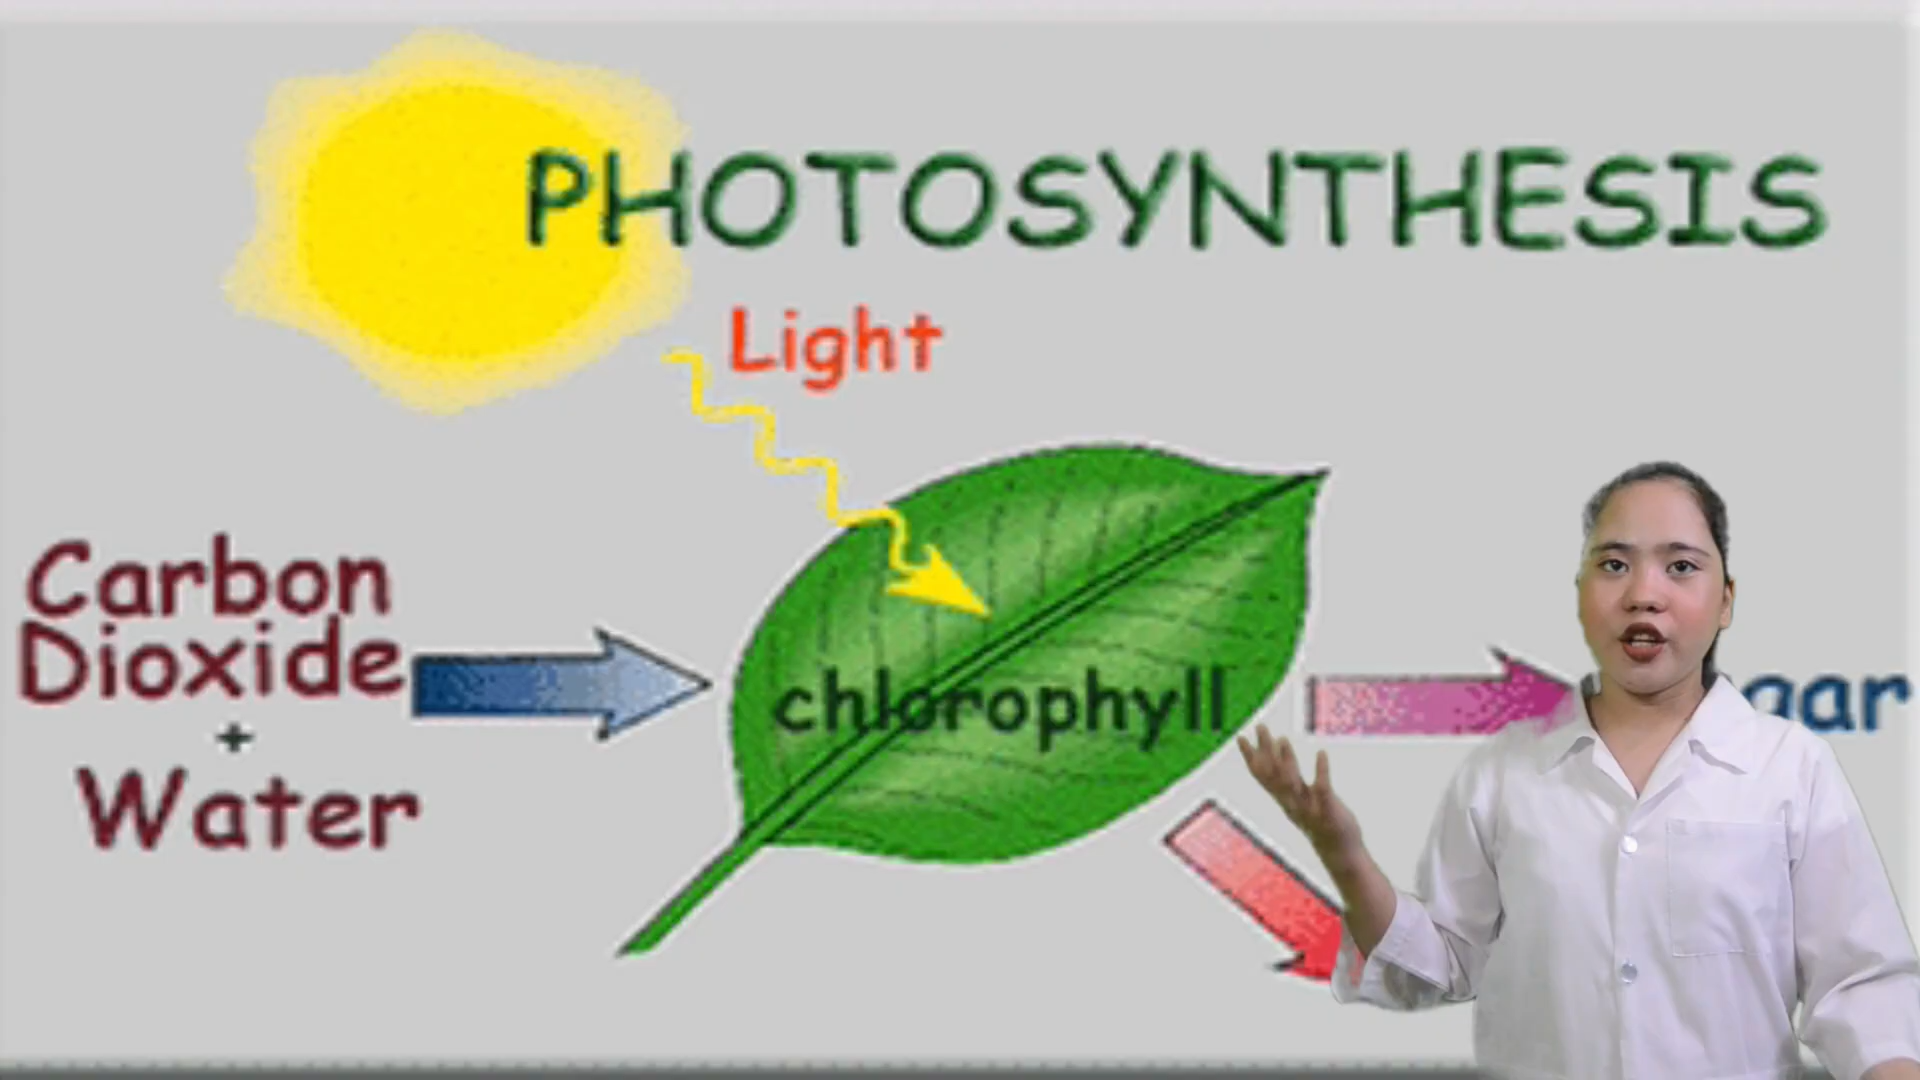 PHOTOSYNTHESIS
Light
Carbon
Dioxide
+
Water
chlorophyll